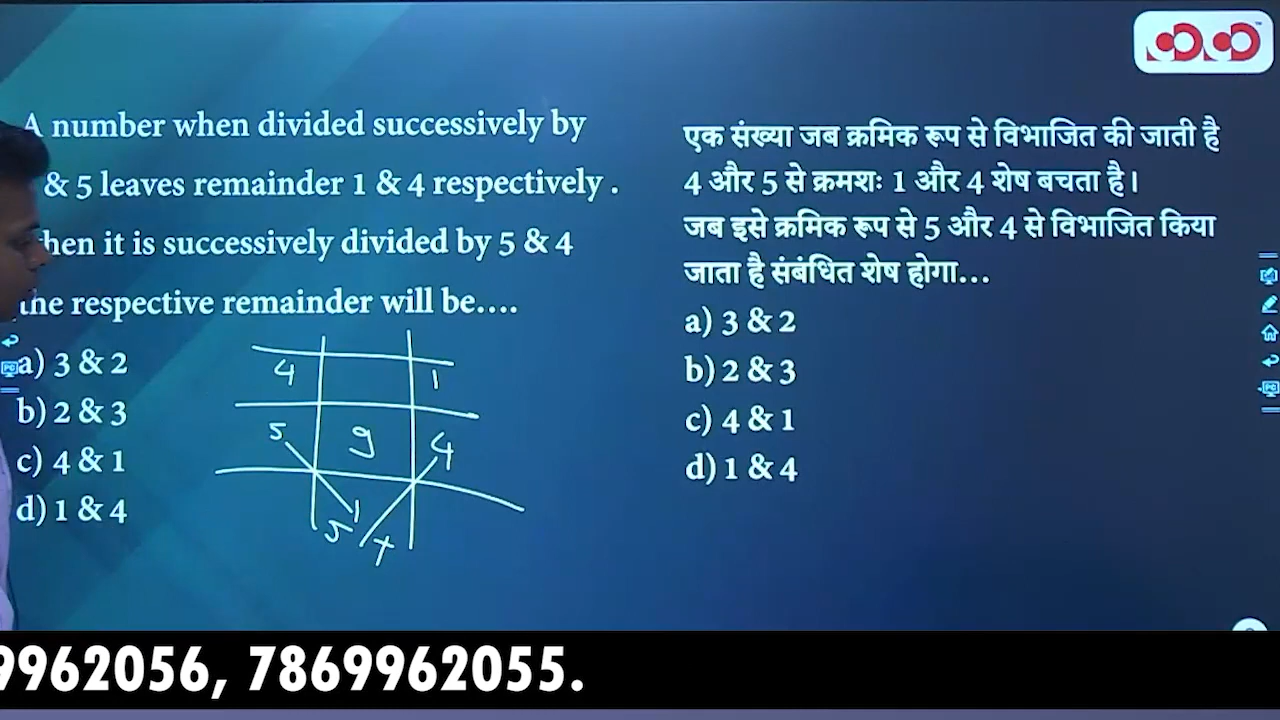 A number when divided successively by
& 5 leaves remainder 1 & 4 respectively .
hen it is successively divided by 5 & 4
the respective remainder will be....
a) 3 & 2
b) 2 & 3
c) 4 & 1
d) 1 & 4
4 1
5 9 4
5 1 +
एक संख्या जब क्रमिक रूप से विभाजित की जाती है
4 और 5 से क्रमशः 1 और 4 शेष बचता है।
जब इसे क्रमिक रूप से 5 और 4 से विभाजित किया
जाता है संबंधित शेष होगा...
a) 3 & 2
b) 2 & 3
c) 4 & 1
d) 1 & 4
9962056, 7869962055.